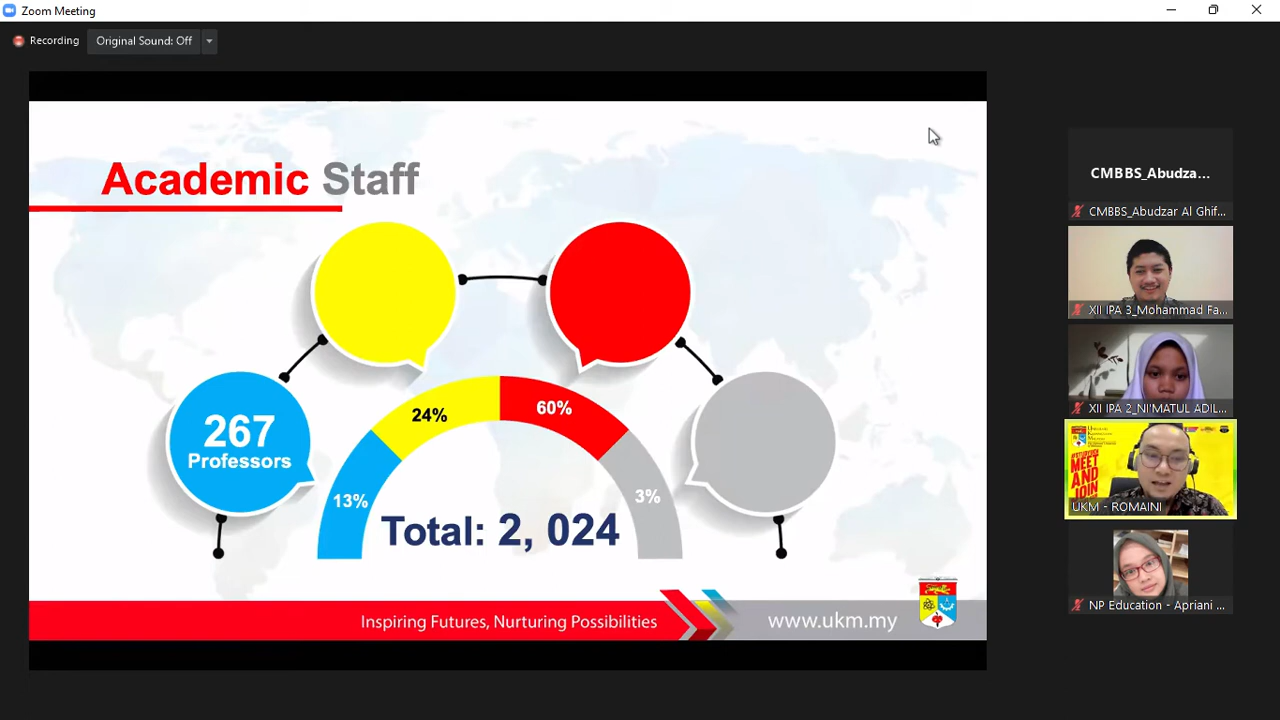 Zoom Meeting
Recording
Original Sound: Off
Academic Staff
267
Professors
13%
24%
60%
3%
Total: 2, 024
Inspiring Futures, Nurturing Possibilities
www.ukm.my
CMBBS_Abudza...
CMBBS_Abudzar Al Ghif...
XII IPA 3_Mohammad Fa...
XII IPA 2_NI'MATUL ADIL...
MEET
AND
JOIN
UKM - ROMAINI
NP Education - Apriani ...